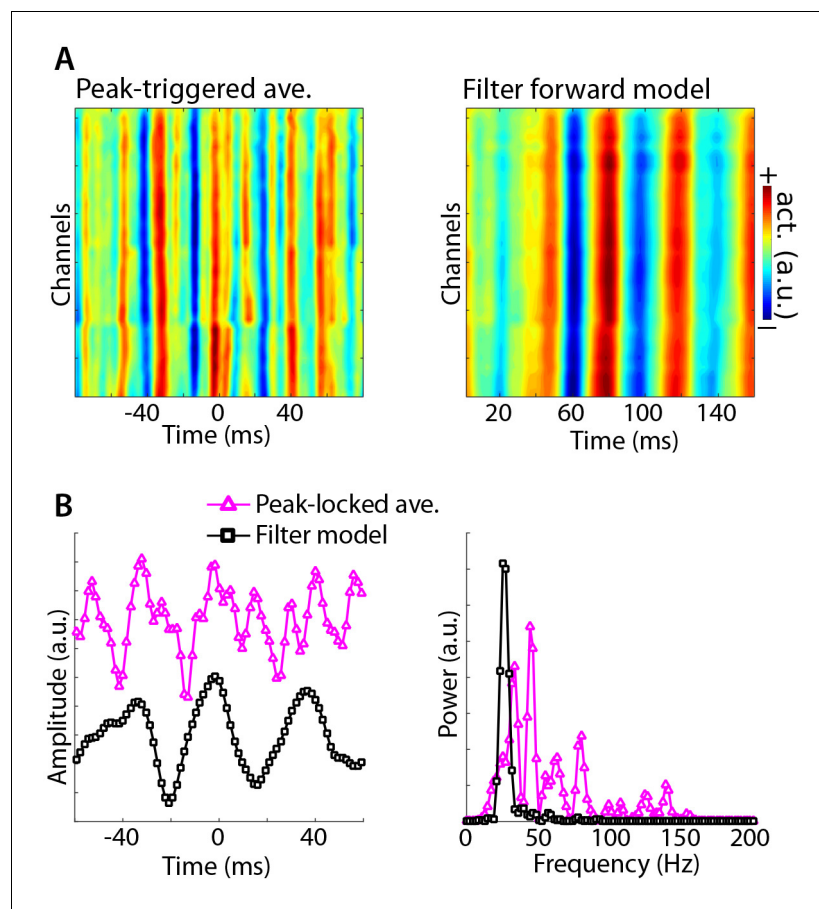 A
Peak-triggered ave.
Filter forward model
Channels
Channels
+
act. (a.u.)
−
-40 0 40
Time (ms)
20 60 100 140
Time (ms)
B
Peak-locked ave.
Filter model
Amplitude (a.u.)
Power (a.u.)
-40 0 40
Time (ms)
0 50 100 150 200
Frequency (Hz)